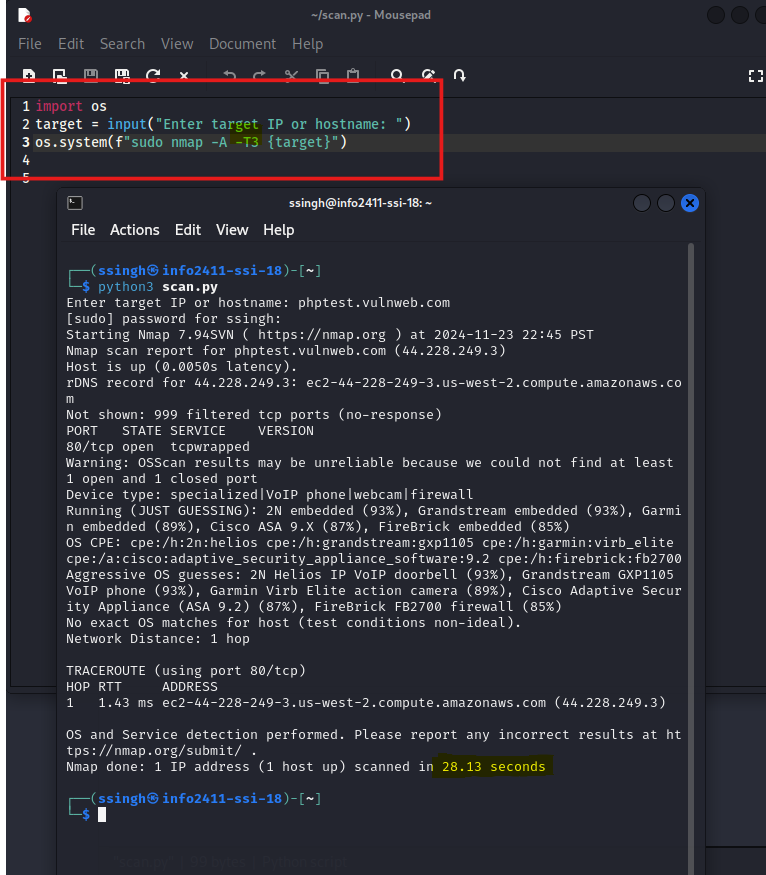 ~/scan.py - Mousepad
File Edit Search View Document Help
1 import os
2 target = input("Enter target IP or hostname: ")
3 os.system(f"sudo nmap -A -T3 {target}")
4
5
ssingh@info2411-ssi-18: ~
File Actions Edit View Help
┌──(ssingh㉿info2411-ssi-18)-[~]
└─$ python3 scan.py
Enter target IP or hostname: phptest.vulnweb.com
[sudo] password for ssingh:
Starting Nmap 7.94SVN ( https://nmap.org ) at 2024-11-23 22:45 PST
Nmap scan report for phptest.vulnweb.com (44.228.249.3)
Host is up (0.0050s latency).
rDNS record for 44.228.249.3: ec2-44-228-249-3.us-west-2.compute.amazonaws.co
m
Not shown: 999 filtered tcp ports (no-response)
PORT   STATE SERVICE    VERSION
80/tcp open  tcpwrapped
Warning: OSScan results may be unreliable because we could not find at least
1 open and 1 closed port
Device type: specialized|VoIP phone|webcam|firewall
Running (JUST GUESSING): 2N embedded (93%), Grandstream embedded (93%), Garmi
n embedded (89%), Cisco ASA 9.X (87%), FireBrick embedded (85%)
OS CPE: cpe:/h:2n:helios cpe:/h:grandstream:gxp1105 cpe:/h:garmin:virb_elite
cpe:/a:cisco:adaptive_security_appliance_software:9.2 cpe:/h:firebrick:fb2700
Aggressive OS guesses: 2N Helios IP VoIP doorbell (93%), Grandstream GXP1105
VoIP phone (93%), Garmin Virb Elite action camera (89%), Cisco Adaptive Secur
ity Appliance (ASA 9.2) (87%), FireBrick FB2700 firewall (85%)
No exact OS matches for host (test conditions non-ideal).
Network Distance: 1 hop
TRACEROUTE (using port 80/tcp)
HOP RTT     ADDRESS
1   1.43 ms ec2-44-228-249-3.us-west-2.compute.amazonaws.com (44.228.249.3)
OS and Service detection performed. Please report any incorrect results at ht
tps://nmap.org/submit/ .
Nmap done: 1 IP address (1 host up) scanned in 28.13 seconds
┌──(ssingh㉿info2411-ssi-18)-[~]
└─$